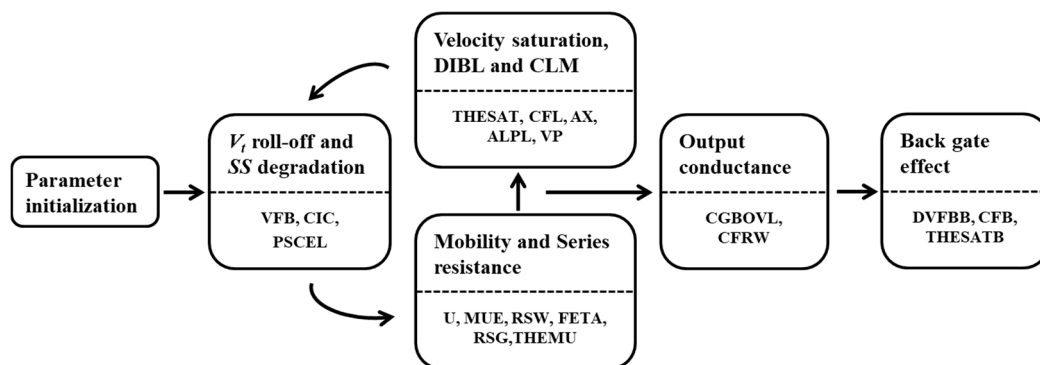 Parameter
initialization
V_t roll-off and
SS degradation
VFB, CIC,
PSCEL
Velocity saturation,
DIBL and CLM
THESAT, CFL, AX,
ALPL, VP
Mobility and Series
resistance
U, MUE, RSW, FETA,
RSG,THEMU
Output
conductance
CGBOVL,
CFRW
Back gate
effect
DVFBB, CFB,
THESATB